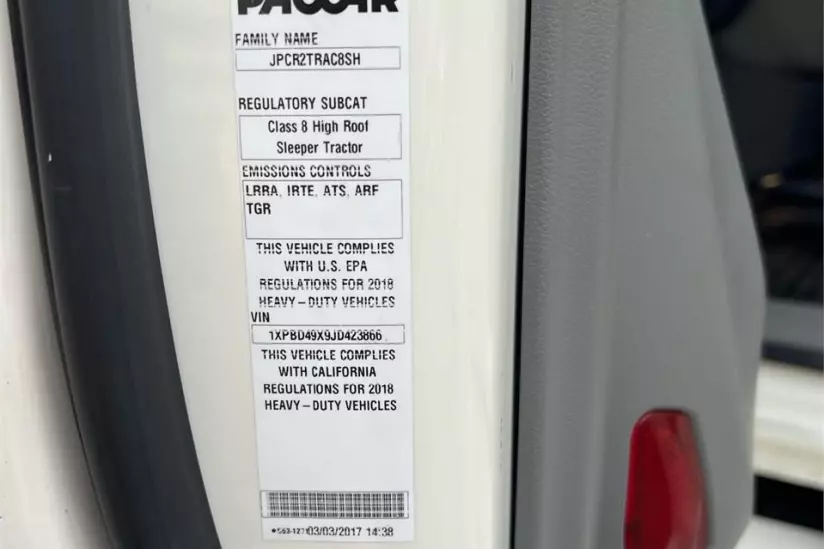 PACCAR
FAMILY NAME
JPCR2TRAC8SH
REGULATORY SUBCAT
Class 8 High Roof
Sleeper Tractor
EMISSIONS CONTROLS
LRRA, IRTE, ATS, ARF
TGR
THIS VEHICLE COMPLIES
WITH U.S. EPA
REGULATIONS FOR 2018
HEAVY-DUTY VEHICLES
VIN
1XPBD49X9JD423866
THIS VEHICLE COMPLIES
WITH CALIFORNIA
REGULATIONS FOR 2018
HEAVY-DUTY VEHICLES
03/03/2017 14:38